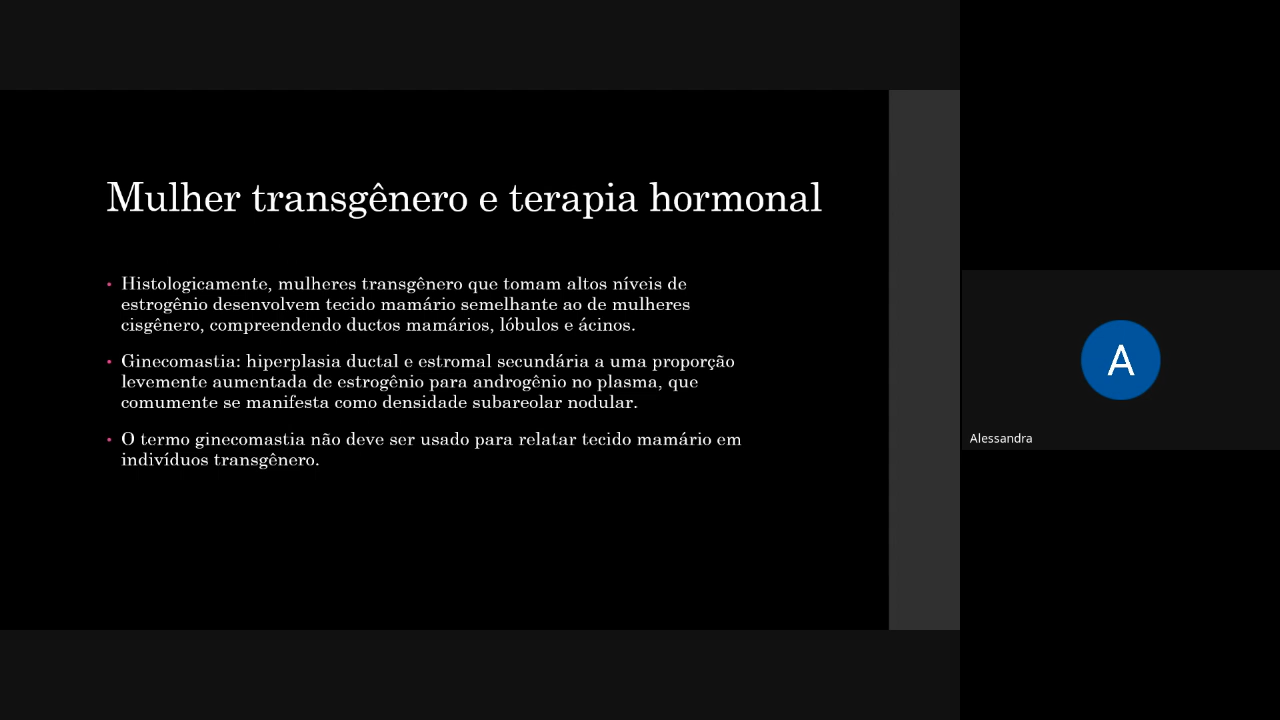 Mulher transgênero e terapia hormonal
• Histologicamente, mulheres transgênero que tomam altos níveis de
estrogênio desenvolvem tecido mamário semelhante ao de mulheres
cisgênero, compreendendo ductos mamários, lóbulos e ácinos.
• Ginecomastia: hiperplasia ductal e estromal secundária a uma proporção
levemente aumentada de estrogênio para androgênio no plasma, que
comumente se manifesta como densidade subareolar nodular.
• O termo ginecomastia não deve ser usado para relatar tecido mamário em
indivíduos transgênero.
A
Alessandra